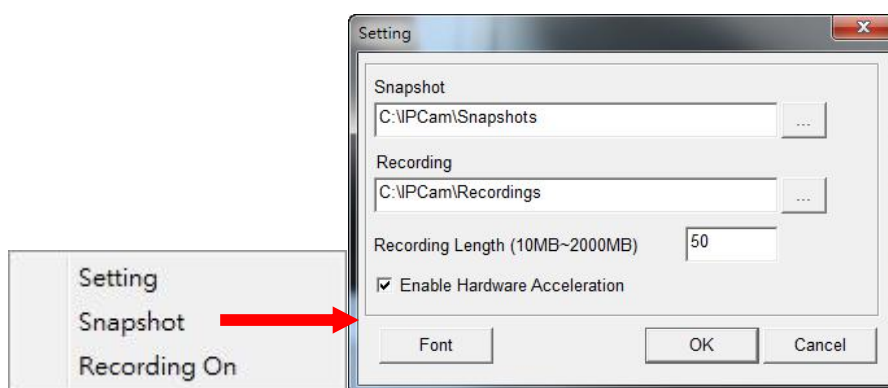 Setting
Snapshot
C:\IPCam\Snapshots
...
Recording
C:\IPCam\Recordings
...
Recording Length (10MB~2000MB) 50
Enable Hardware Acceleration
Font OK Cancel
Setting
Snapshot
Recording On